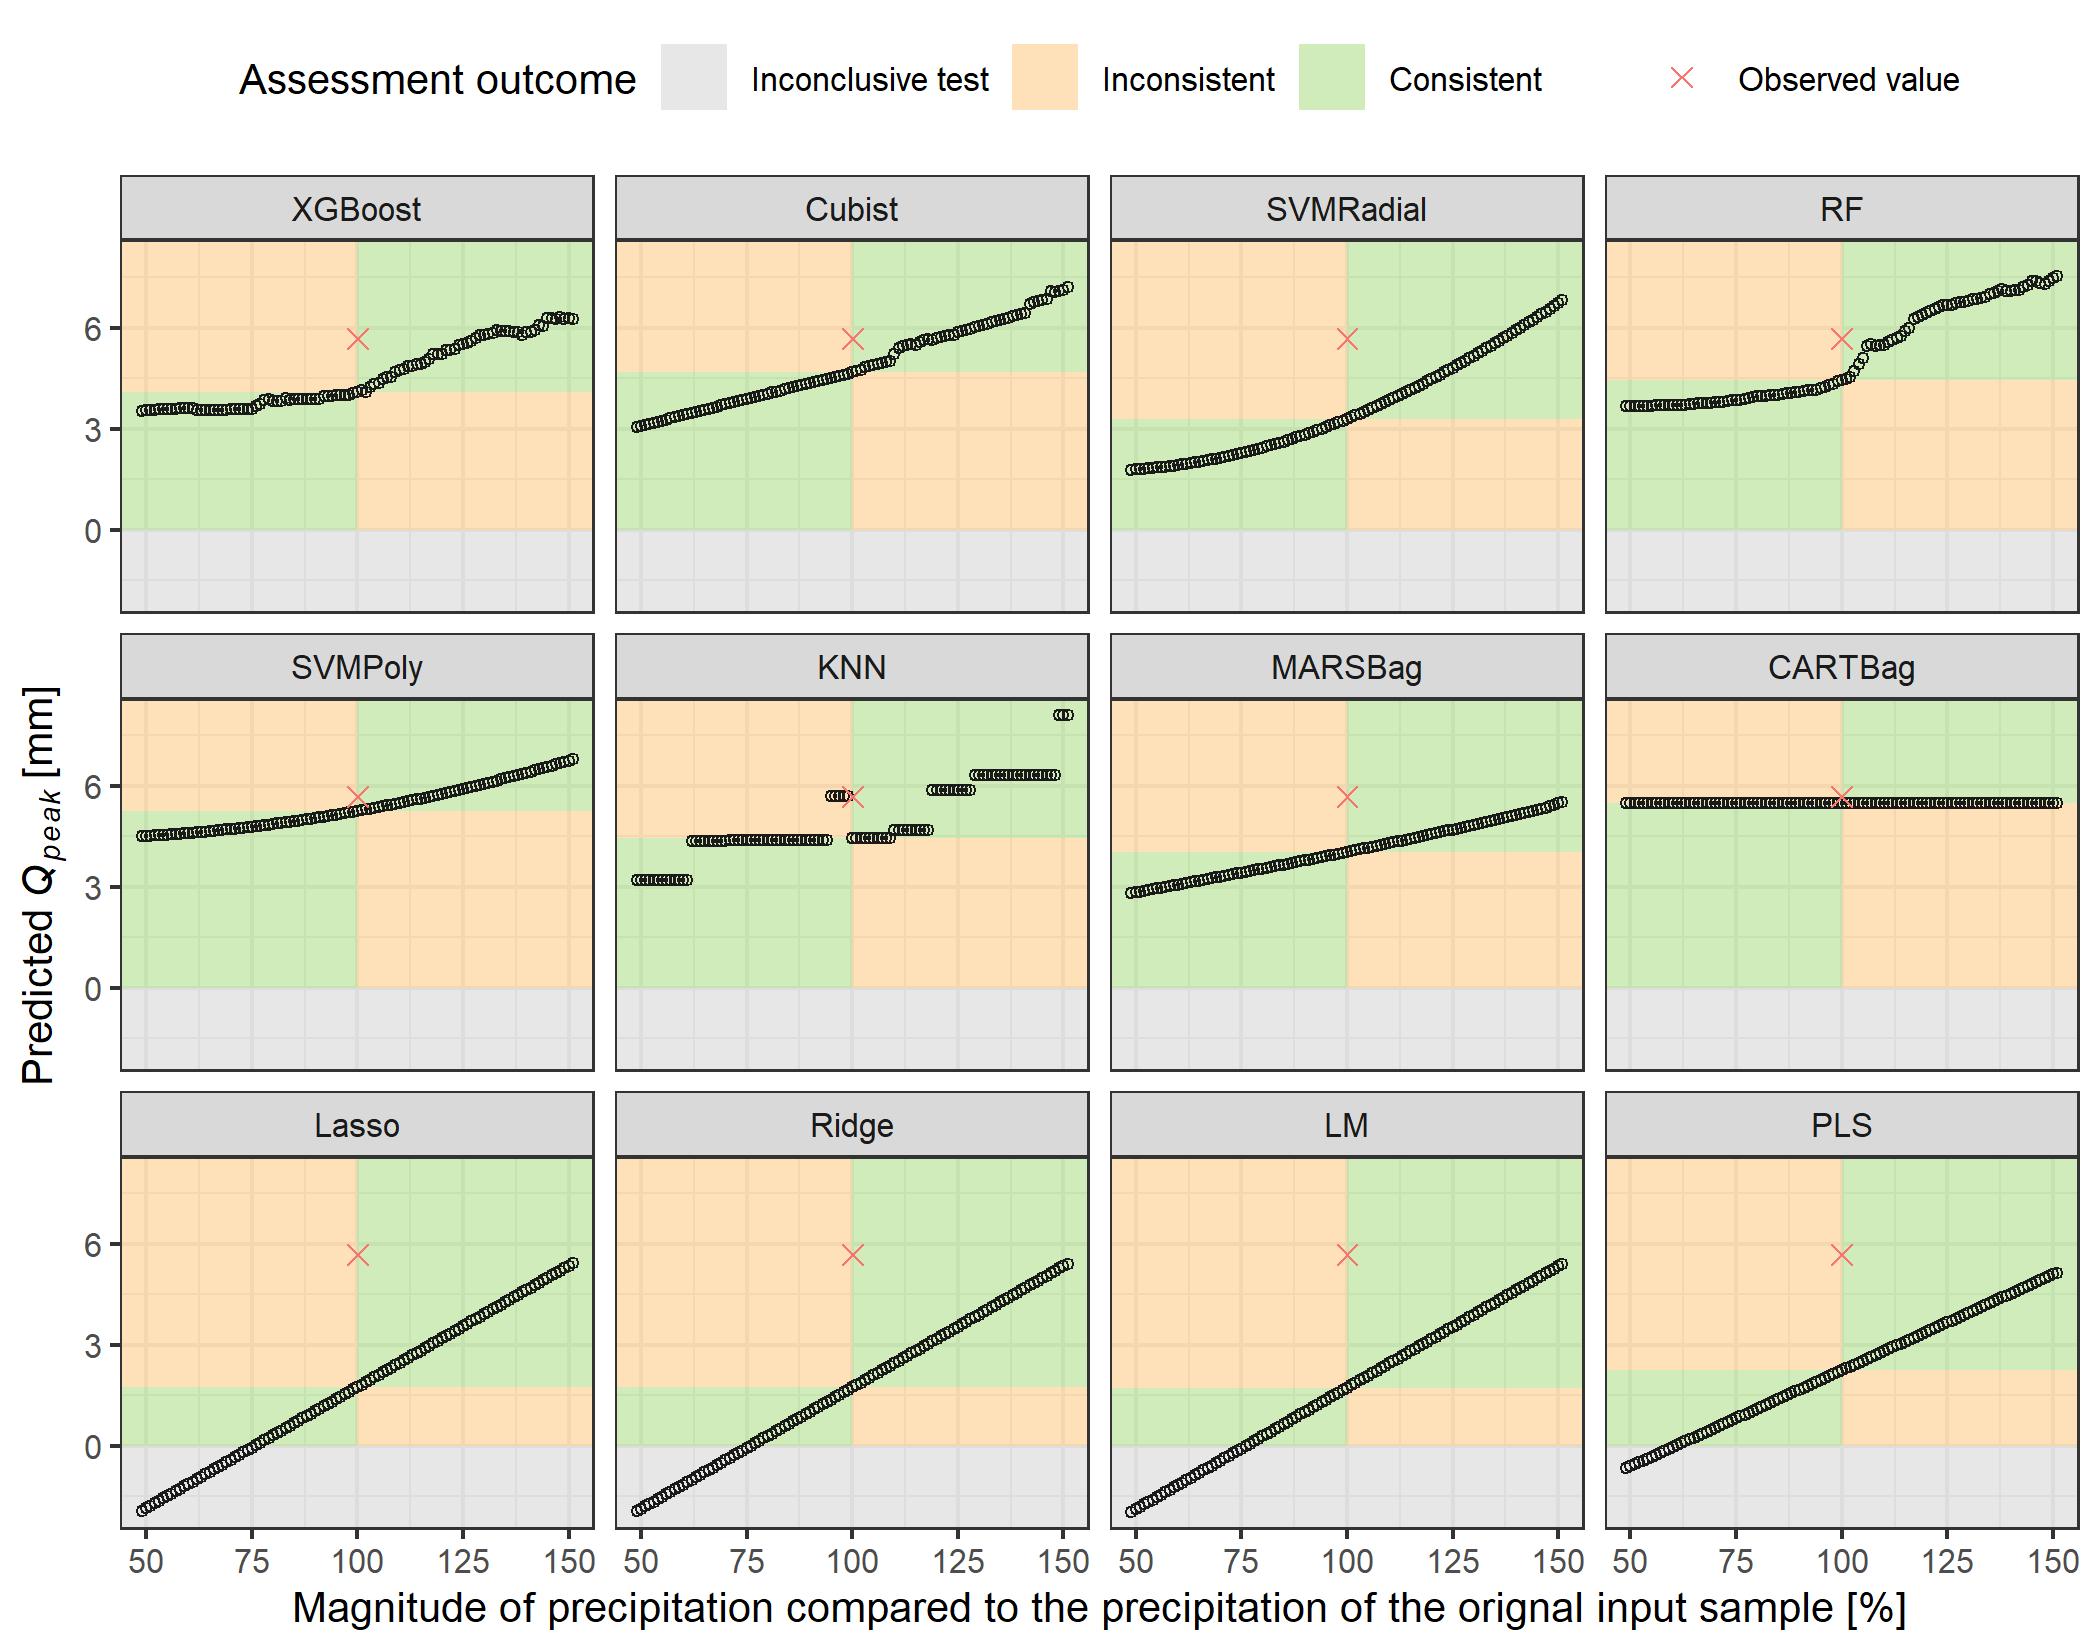 Assessment outcome Inconclusive test Inconsistent Consistent Observed value
XGBoost Cubist SVMRadial RF
6
3
0
SVMPoly KNN MARSBag CARTBag
6
3
0
Predicted Qpeak [mm]
Lasso Ridge LM PLS
6
3
0
50 75 100 125 150 50 75 100 125 150 50 75 100 125 150 50 75 100 125 150
Magnitude of precipitation compared to the precipitation of the orignal input sample [%]